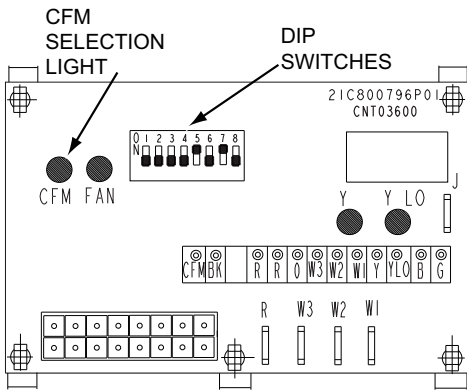 CFM
SELECTION
LIGHT
DIP
SWITCHES
21C800796P01
CNT03600
O
N
1 2 3 4 5 6 7 8
CFM FAN
J
Y Y LO
CFM BK R R O W3 W2 W1 Y YLO B G
R W3 W2 W1